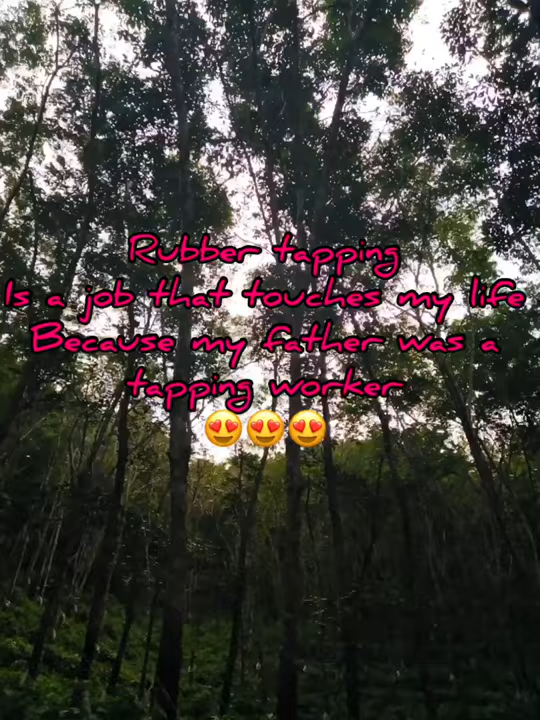 Rubber tapping
Is a job that touches my life
Because my father was a
tapping worker
😍😍😍